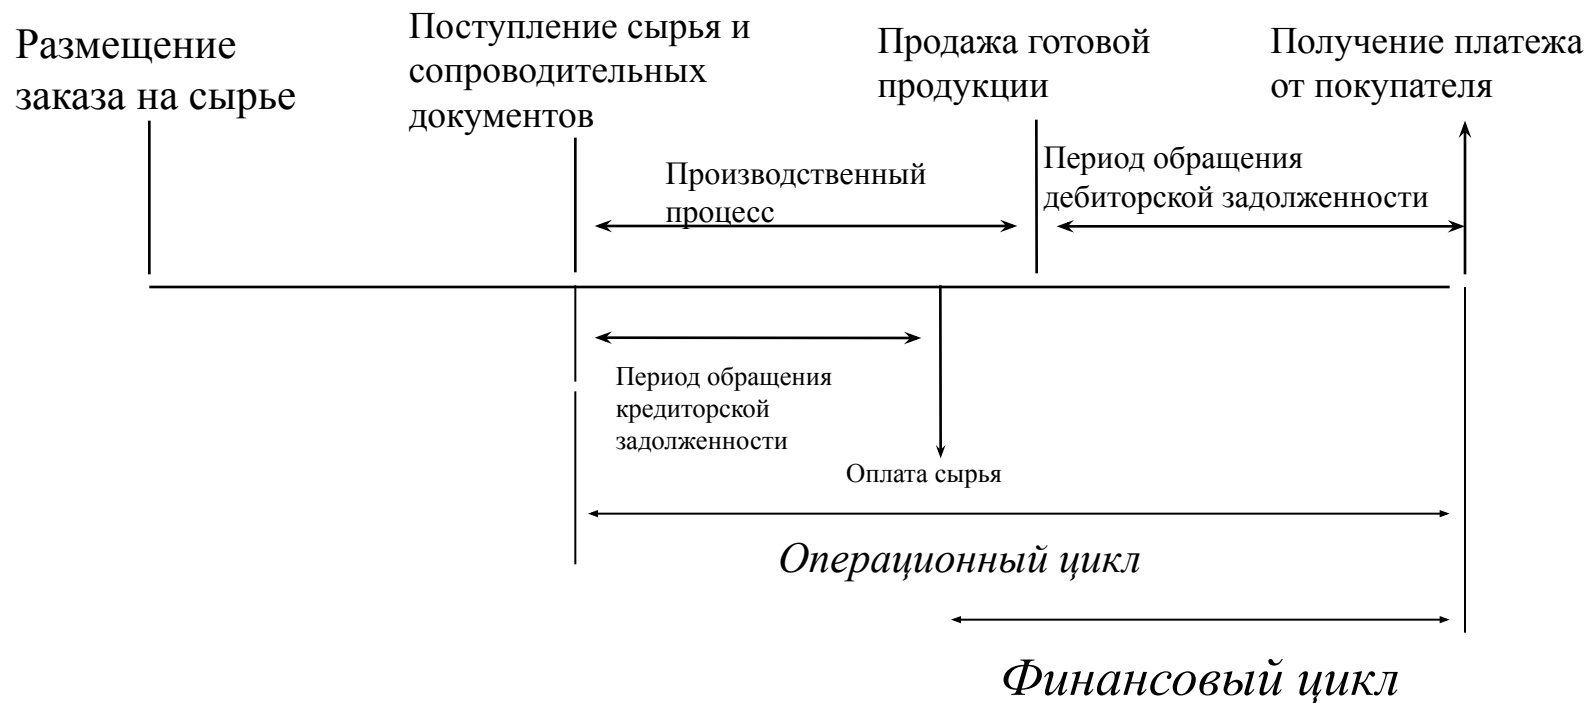 Размещение
заказа на сырье
Поступление сырья и
сопроводительных
документов
Продажа готовой
продукции
Получение платежа
от покупателя
Производственный
процесс
Период обращения
дебиторской задолженности
Период обращения
кредиторской
задолженности
Оплата сырья
Операционный цикл
Финансовый цикл